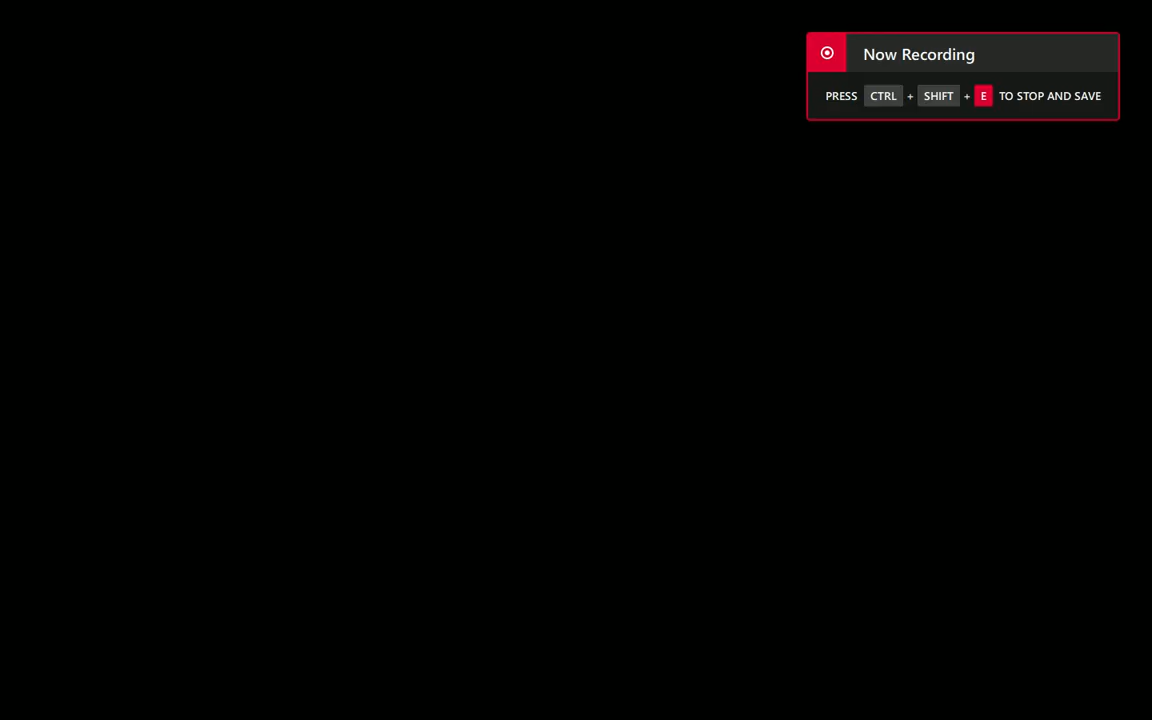 Now Recording
PRESS CTRL + SHIFT + E TO STOP AND SAVE